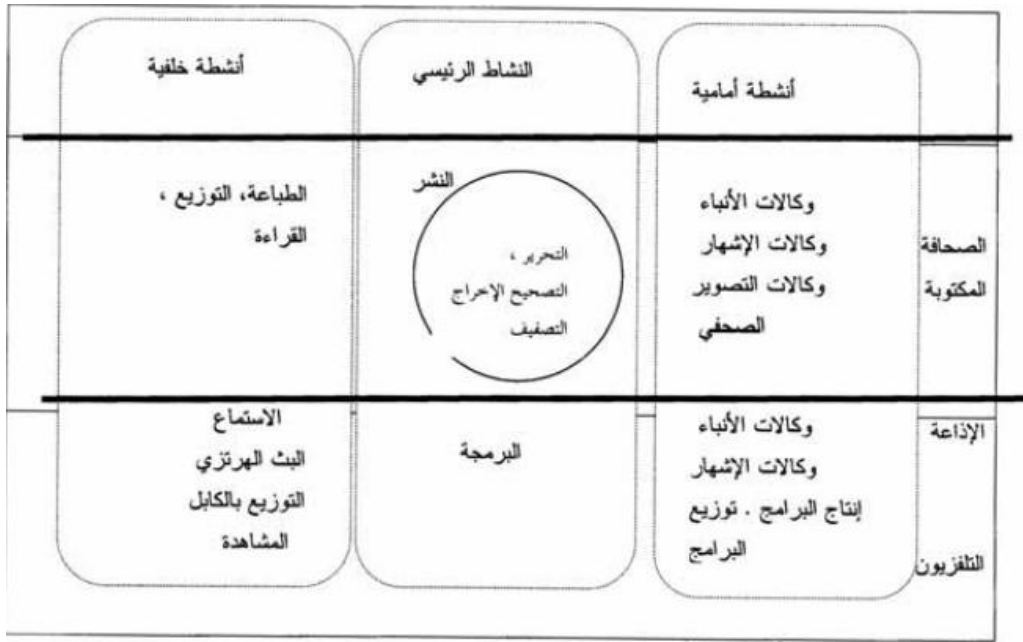 أنشطة أمامية
النشاط الرئيسي
أنشطة خلفية
الصحافة
المكتوبة
وكالات الأنباء
وكالات الإشهار
وكالات التصوير
الصحفي
النشر
التحرير ،
التصحيح الإخراج
التصفيف
الطباعة، التوزيع ،
القراءة
الإذاعة
التلفزيون
وكالات الأنباء
وكالات الإشهار
إنتاج البرامج . توزيع
البرامج
البرمجة
الاستماع
البث الهرتزي
التوزيع بالكابل
المشاهدة